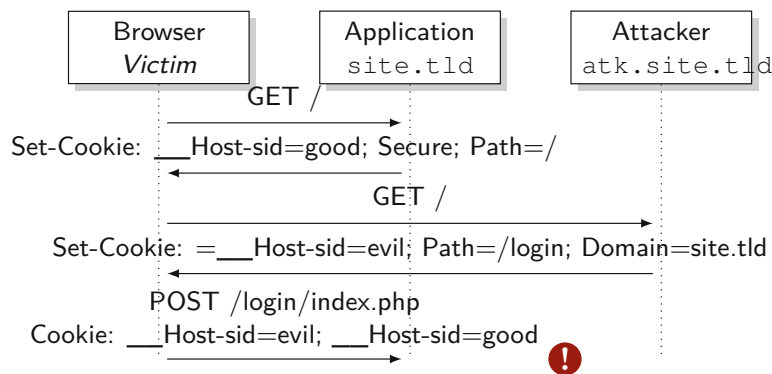 Browser
Victim
Application
site.tld
Attacker
atk.site.tld
GET /
Set-Cookie: __Host-sid=good; Secure; Path=/
GET /
Set-Cookie: =__Host-sid=evil; Path=/login; Domain=site.tld
POST /login/index.php
Cookie: __Host-sid=evil; __Host-sid=good
!